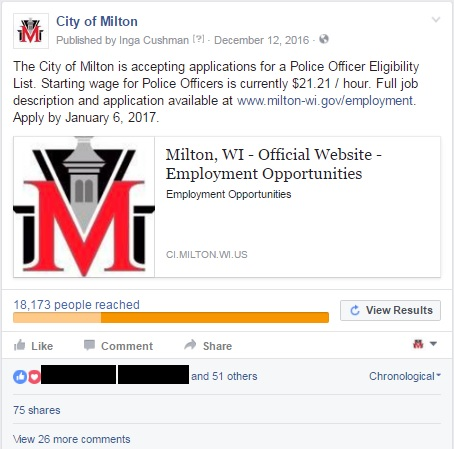 City of Milton
Published by Inga Cushman [?] · December 12, 2016 ·
The City of Milton is accepting applications for a Police Officer Eligibility
List. Starting wage for Police Officers is currently $21.21 / hour. Full job
description and application available at www.milton-wi.gov/employment.
Apply by January 6, 2017.
M
Milton, WI - Official Website -
Employment Opportunities
Employment Opportunities
CI.MILTON.WI.US
18,173 people reached
View Results
Like Comment Share
and 51 others Chronological
75 shares
View 26 more comments